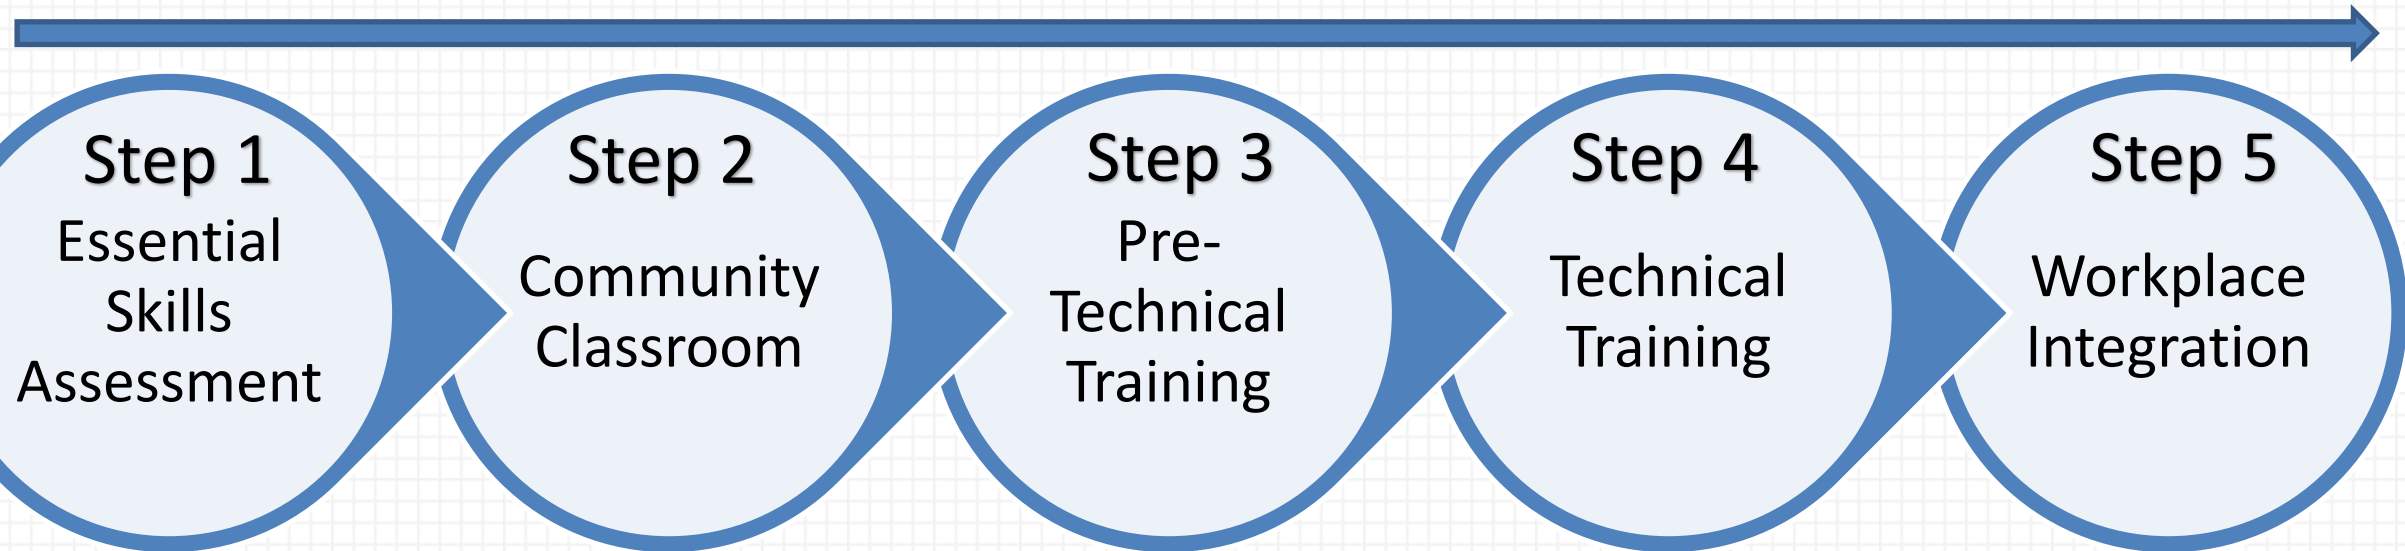 Step 1
Essential
Skills
Assessment
Step 2
Community
Classroom
Step 3
Pre-
Technical
Training
Step 4
Technical
Training
Step 5
Workplace
Integration